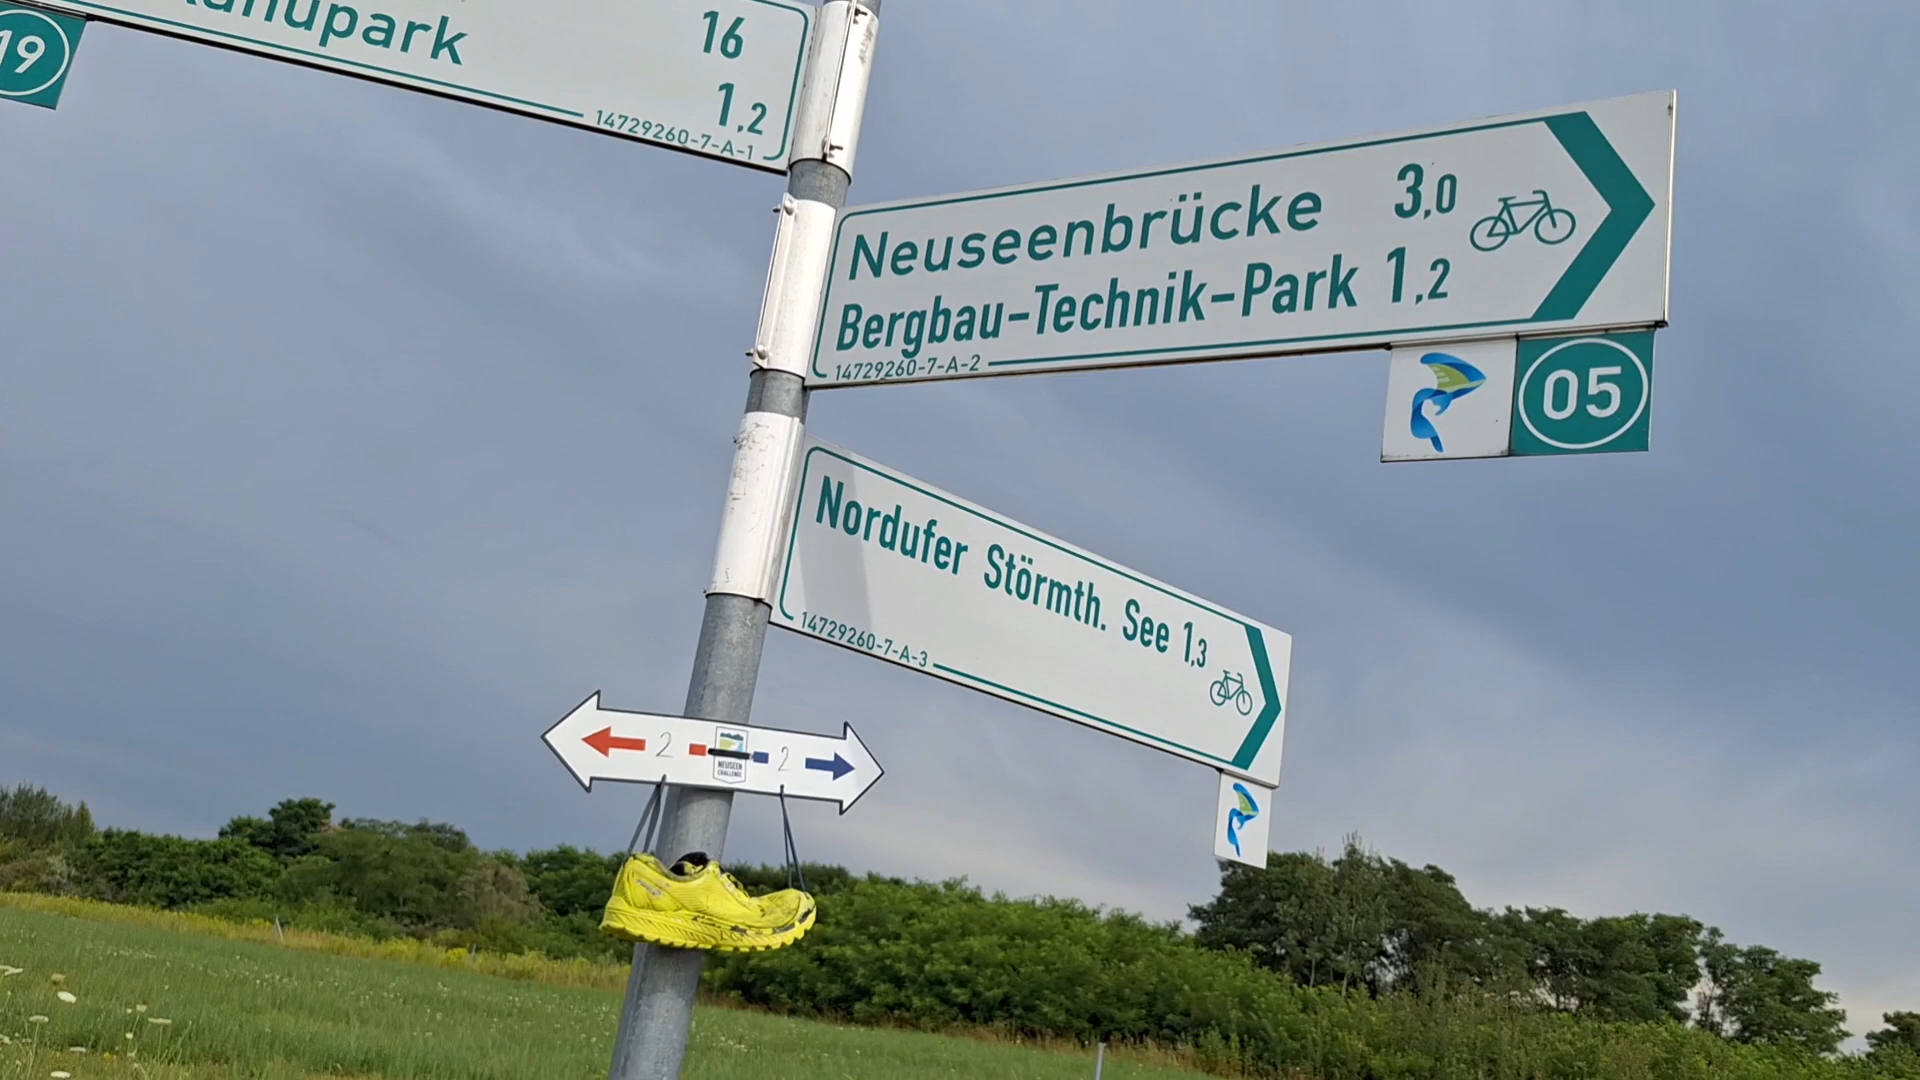 16
1,2
14729260-7-A-1
19
Neuseenbrücke 3,0
Bergbau-Technik-Park 1,2
14729260-7-A-2
05
Nordufer Störmth. See 1,3
14729260-7-A-3
2 2
NEUSEEN
CHALLENGE